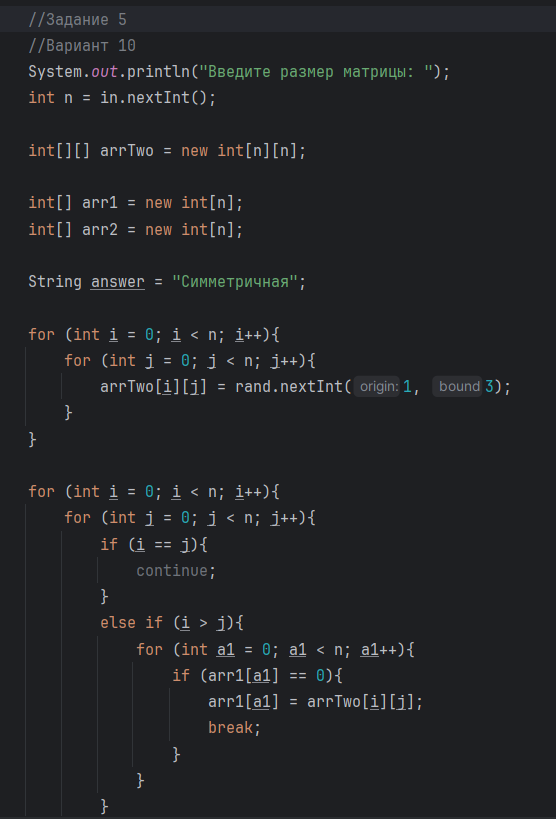 //Задание 5
//Вариант 10
System.out.println("Введите размер матрицы: ");
int n = in.nextInt();
int[][] arrTwo = new int[n][n];
int[] arr1 = new int[n];
int[] arr2 = new int[n];
String answer = "Симметричная";
for (int i = 0; i < n; i++){
for (int j = 0; j < n; j++){
arrTwo[i][j] = rand.nextInt( origin: 1, bound 3);
}
}
for (int i = 0; i < n; i++){
for (int j = 0; j < n; j++){
if (i == j){
continue;
}
else if (i > j){
for (int a1 = 0; a1 < n; a1++){
if (arr1[a1] == 0){
arr1[a1] = arrTwo[i][j];
break;
}
}
}